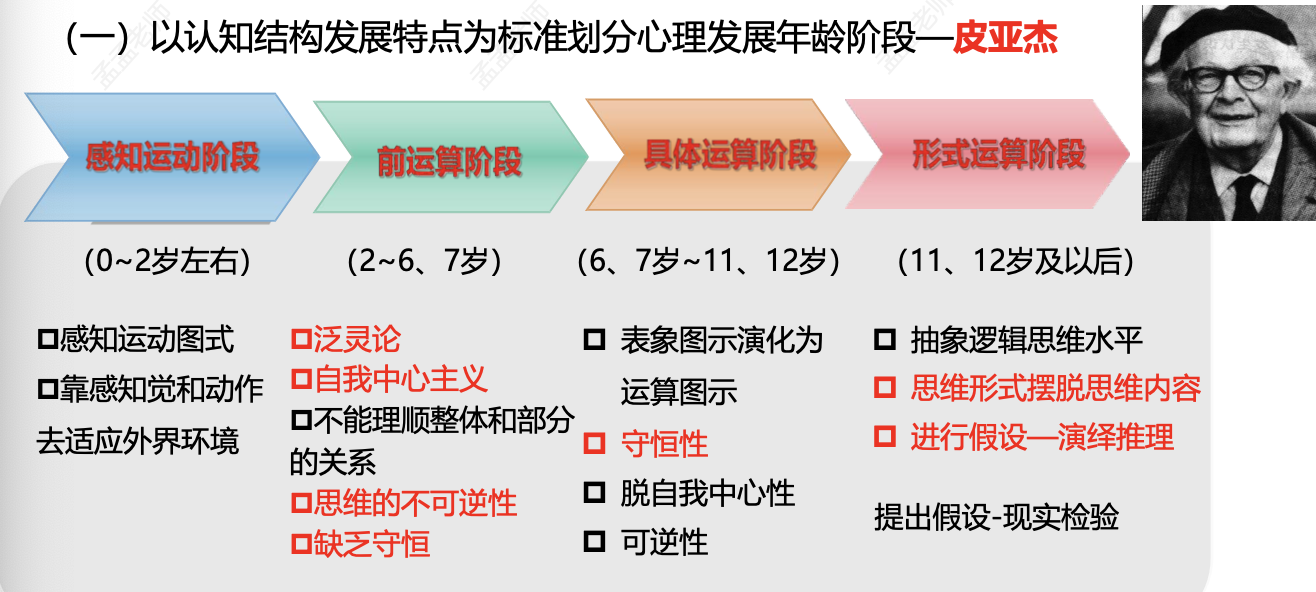 （一）以认知结构发展特点为标准划分心理发展年龄阶段—皮亚杰
感知运动阶段
前运算阶段
具体运算阶段
形式运算阶段
（0~2岁左右）
（2~6、7岁）
（6、7岁~11、12岁）
（11、12岁及以后）
感知运动图式
靠感知觉和动作
去适应外界环境
泛灵论
自我中心主义
不能理顺整体和部分
的关系
思维的不可逆性
缺乏守恒
表象图示演化为
运算图示
守恒性
脱自我中心性
可逆性
抽象逻辑思维水平
思维形式摆脱思维内容
进行假设—演绎推理
提出假设-现实检验